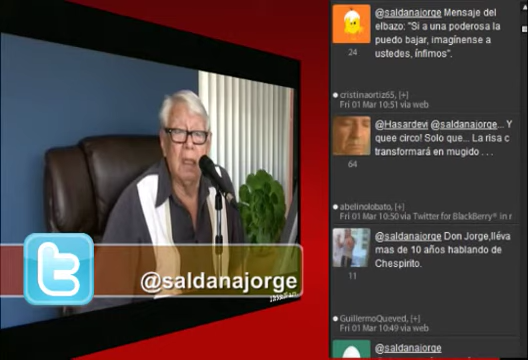 @saldanajorge Mensaje del
elbazo: "Si a una poderosa la
puedo bajar, imagínense a
ustedes, ínfimos".
24
cristinaortiz65, [+]
Fri 01 Mar 10:51 via web
@Hasardevi @saldanajorge... Y
quee circo! Solo que... La risa c
transformará en mugido . . .
64
abelinolobato, [+]
Fri 01 Mar 10:50 via Twitter for BlackBerry® in r
@saldanajorge Don Jorge,lléva
mas de 10 años hablando de
Chespirito.
11
GuillermoQueved, [+]
Fri 01 Mar 10:49 via web
@saldanajorge
@saldanajorge